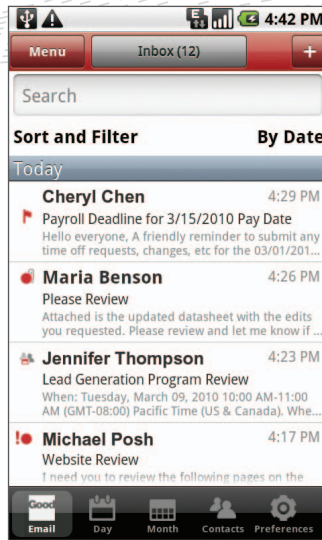 4:42 PM
Menu Inbox (12) +
Search
Sort and Filter By Date
Today
Cheryl Chen 4:29 PM
Payroll Deadline for 3/15/2010 Pay Date
Hello everyone, A friendly reminder to submit any
time off requests, changes, etc for the 03/01/201...
Maria Benson 4:26 PM
Please Review
Attached is the updated datasheet with the edits
you requested. Please review and let me know if ...
Jennifer Thompson 4:23 PM
Lead Generation Program Review
When: Tuesday, March 09, 2010 10:00 AM-11:00
AM (GMT-08:00) Pacific Time (US & Canada). Whe...
Michael Posh 4:17 PM
Website Review
I need you to review the following pages on the
Good
Email Day Month Contacts Preferences